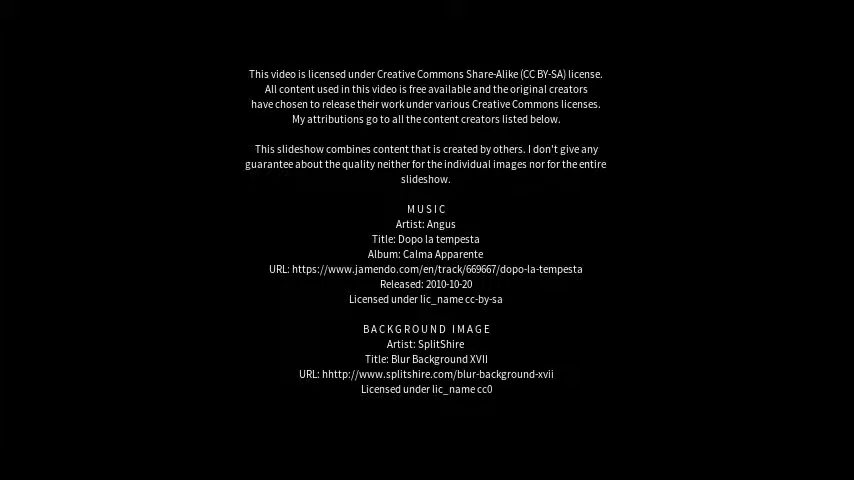 This video is licensed under Creative Commons Share-Alike (CC BY-SA) license.
All content used in this video is free available and the original creators
have chosen to release their work under various Creative Commons licenses.
My attributions go to all the content creators listed below.
This slideshow combines content that is created by others. I don't give any
guarantee about the quality neither for the individual images nor for the entire
slideshow.
MUSIC
Artist: Angus
Title: Dopo la tempesta
Album: Calma Apparente
URL: https://www.jamendo.com/en/track/669667/dopo-la-tempesta
Released: 2010-10-20
Licensed under lic_name cc-by-sa
BACKGROUND IMAGE
Artist: SplitShire
Title: Blur Background XVII
URL: hhttp://www.splitshire.com/blur-background-xvii
Licensed under lic_name cc0